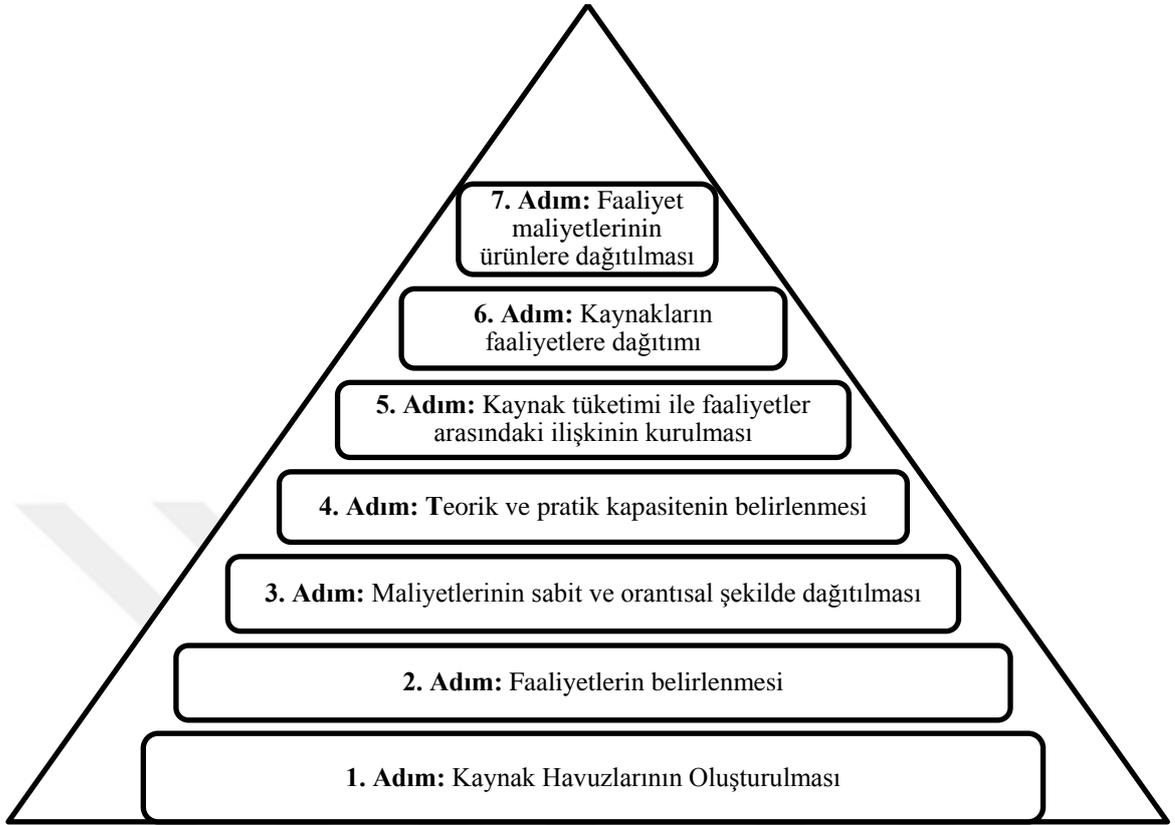 7. Adım: Faaliyet
maliyetlerinin
ürünlere dağıtılması
6. Adım: Kaynakların
faaliyetlere dağıtımı
5. Adım: Kaynak tüketimi ile faaliyetler
arasındaki ilişkinin kurulması
4. Adım: Teorik ve pratik kapasitenin belirlenmesi
3. Adım: Maliyetlerinin sabit ve orantısal şekilde dağıtılması
2. Adım: Faaliyetlerin belirlenmesi
1. Adım: Kaynak Havuzlarının Oluşturulması